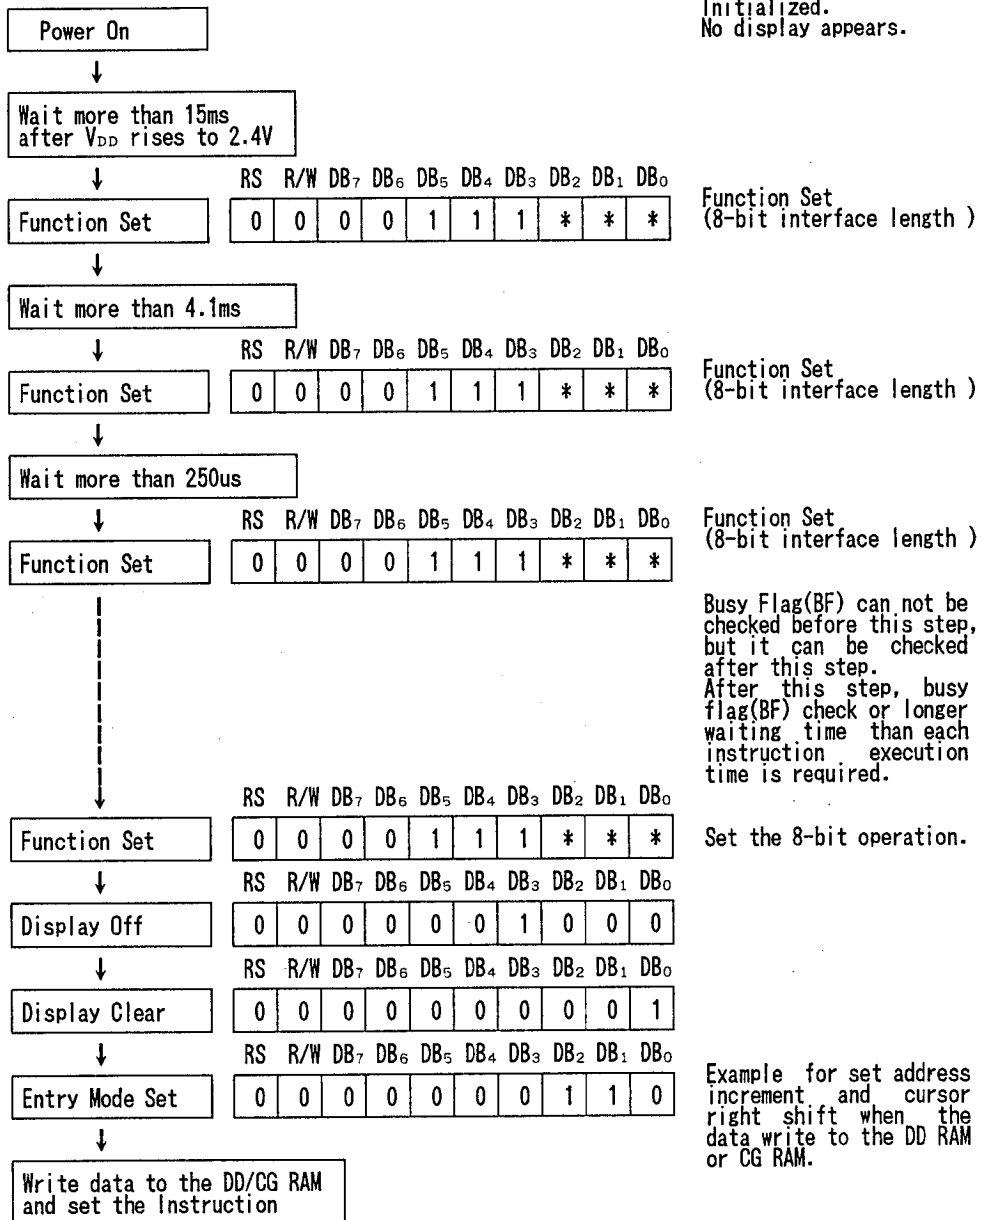 Initialized.
No display appears.
Power On
↓
Wait more than 15ms
after VDD rises to 2.4V
↓
RS R/W DB7 DB6 DB5 DB4 DB3 DB2 DB1 DB0
Function Set 0 0 0 0 1 1 1 * * *
Function Set
(8-bit interface length )
↓
Wait more than 4.1ms
↓
RS R/W DB7 DB6 DB5 DB4 DB3 DB2 DB1 DB0
Function Set 0 0 0 0 1 1 1 * * *
Function Set
(8-bit interface length )
↓
Wait more than 250us
↓
RS R/W DB7 DB6 DB5 DB4 DB3 DB2 DB1 DB0
Function Set 0 0 0 0 1 1 1 * * *
Function Set
(8-bit interface length )
Busy Flag(BF) can not be
checked before this step,
but it can be checked
after this step.
After this step, busy
flag(BF) check or longer
waiting time than each
instruction execution
time is required.
RS R/W DB7 DB6 DB5 DB4 DB3 DB2 DB1 DB0
Function Set 0 0 0 0 1 1 1 * * *
Set the 8-bit operation.
↓
RS R/W DB7 DB6 DB5 DB4 DB3 DB2 DB1 DB0
Display Off 0 0 0 0 0 0 1 0 0 0
↓
RS R/W DB7 DB6 DB5 DB4 DB3 DB2 DB1 DB0
Display Clear 0 0 0 0 0 0 0 0 0 1
↓
RS R/W DB7 DB6 DB5 DB4 DB3 DB2 DB1 DB0
Entry Mode Set 0 0 0 0 0 0 0 1 1 0
Example for set address
increment and cursor
right shift when the
data write to the DD RAM
or CG RAM.
↓
Write data to the DD/CG RAM
and set the Instruction